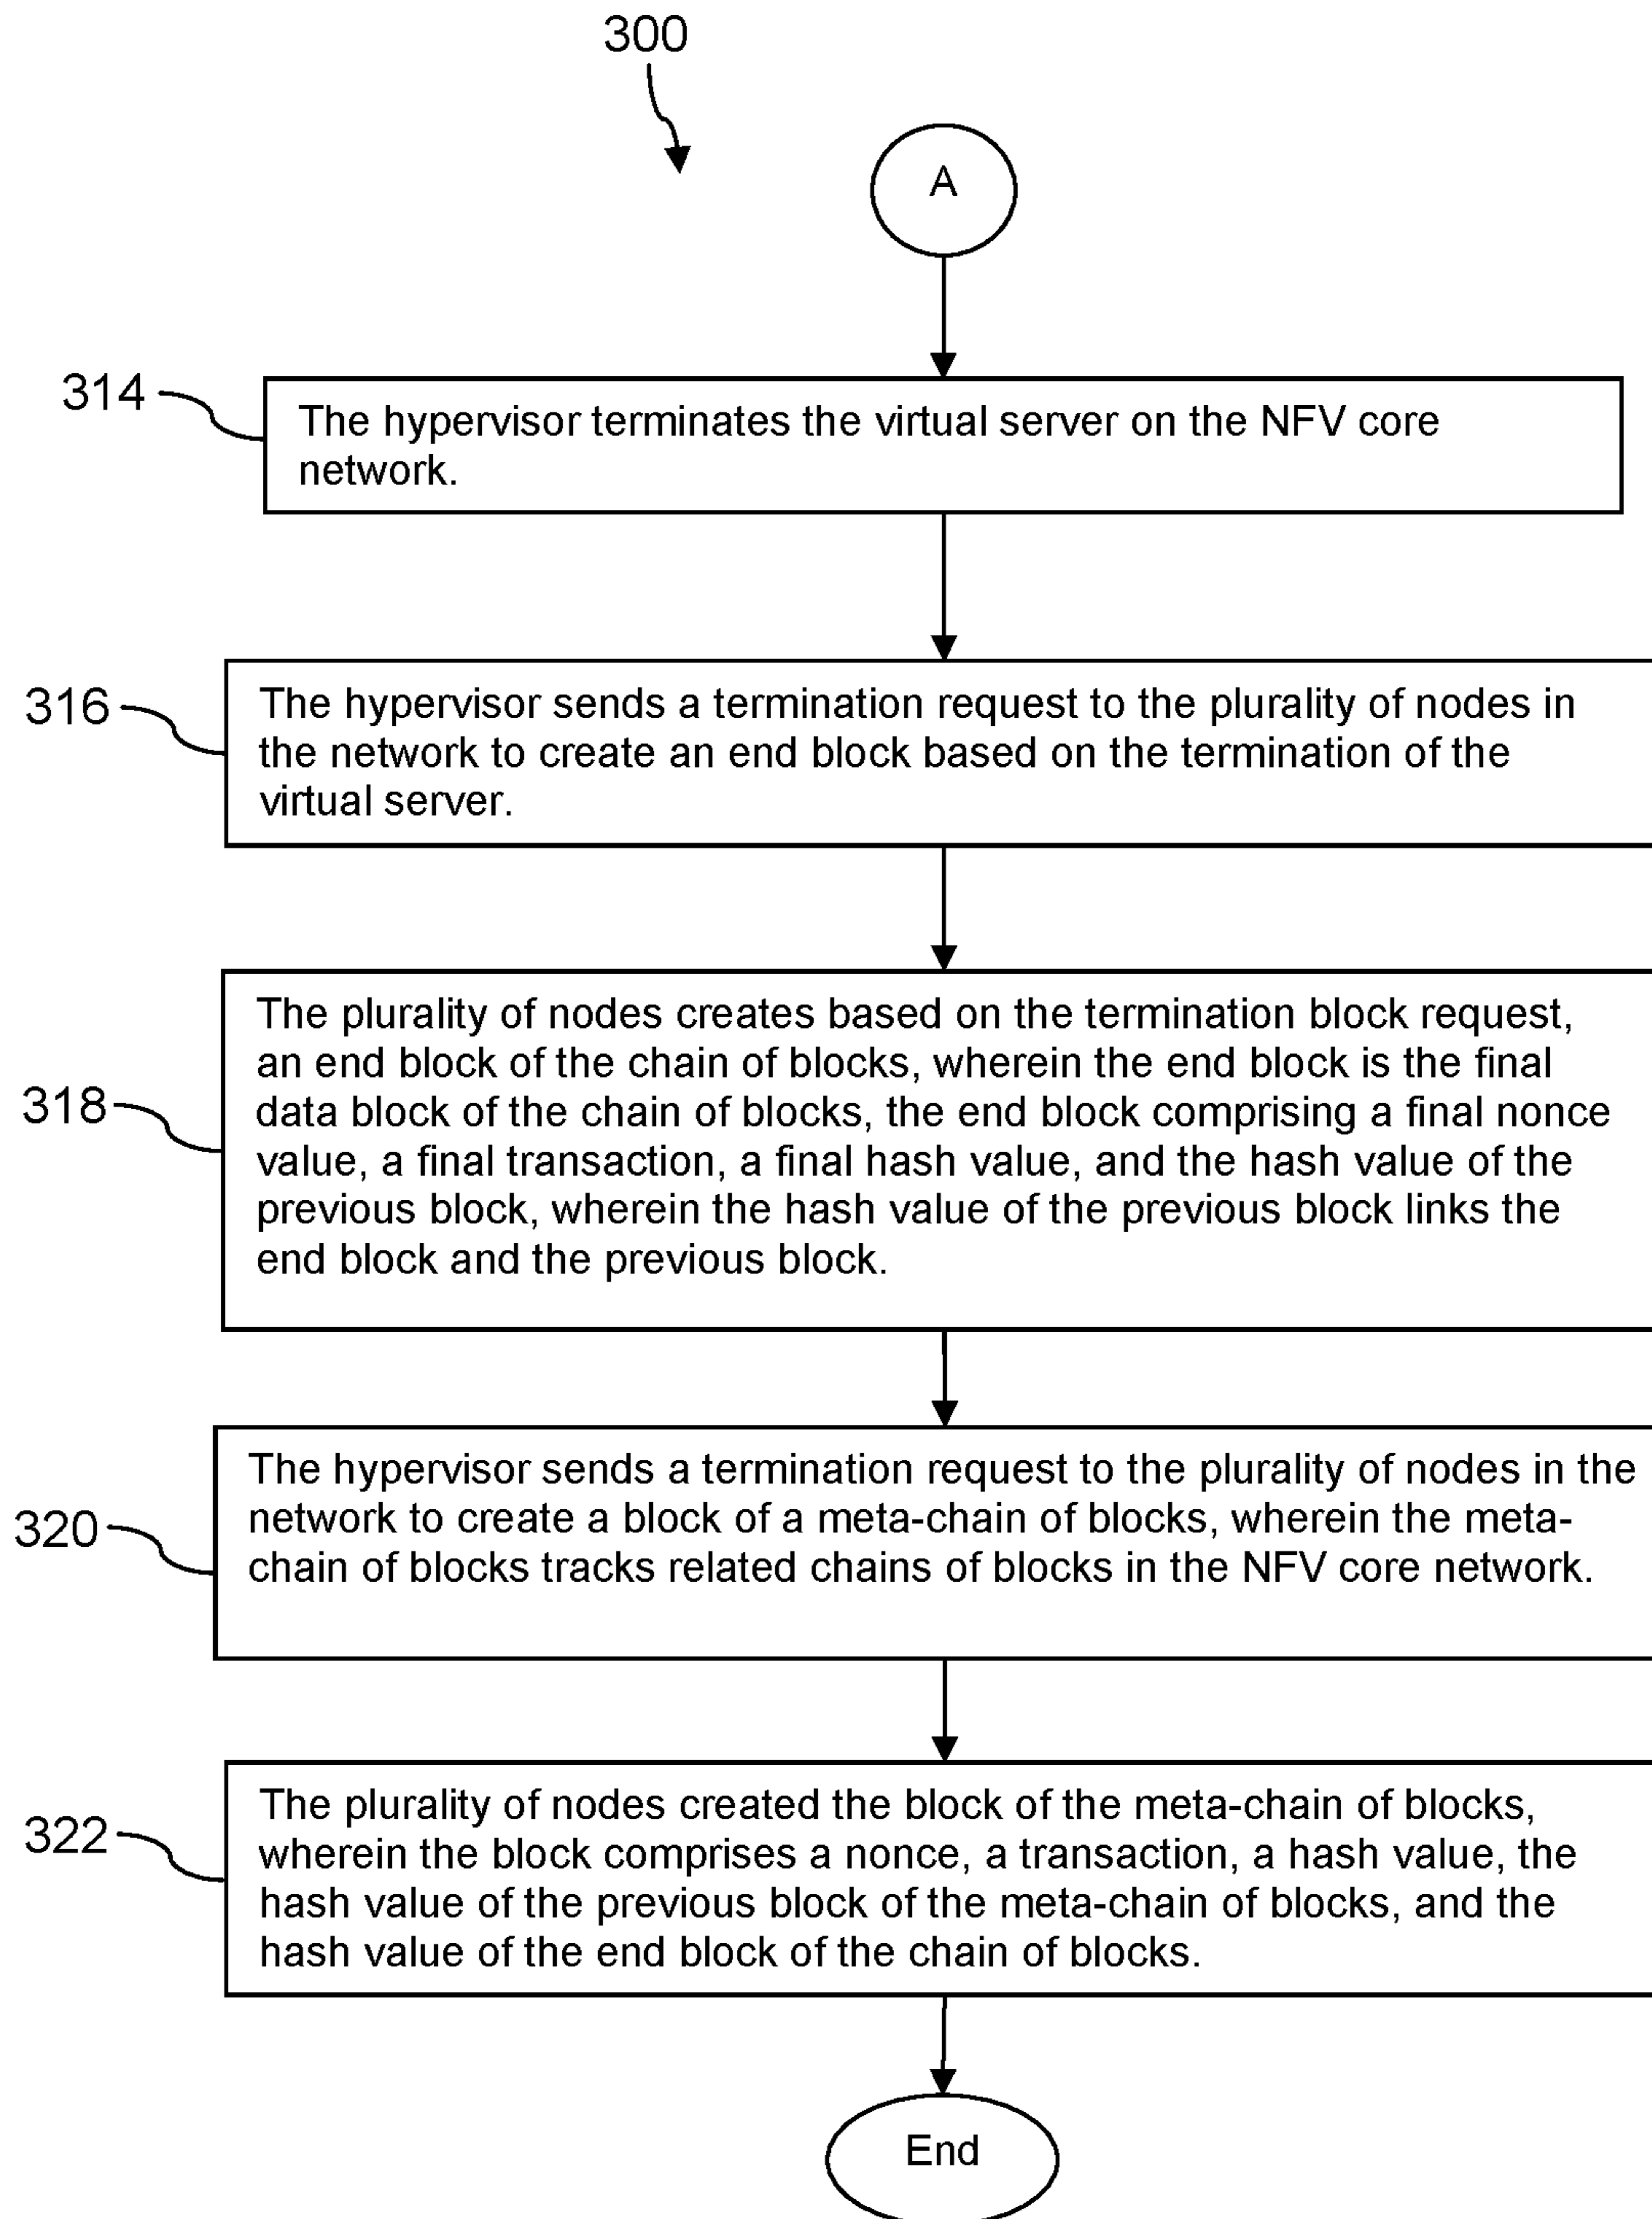 300
A
314
The hypervisor terminates the virtual server on the NFV core
network.
316
The hypervisor sends a termination request to the plurality of nodes in
the network to create an end block based on the termination of the
virtual server.
318
The plurality of nodes creates based on the termination block request,
an end block of the chain of blocks, wherein the end block is the final
data block of the chain of blocks, the end block comprising a final nonce
value, a final transaction, a final hash value, and the hash value of the
previous block, wherein the hash value of the previous block links the
end block and the previous block.
320
The hypervisor sends a termination request to the plurality of nodes in the
network to create a block of a meta-chain of blocks, wherein the meta-
chain of blocks tracks related chains of blocks in the NFV core network.
322
The plurality of nodes created the block of the meta-chain of blocks,
wherein the block comprises a nonce, a transaction, a hash value, the
hash value of the previous block of the meta-chain of blocks, and the
hash value of the end block of the chain of blocks.
End